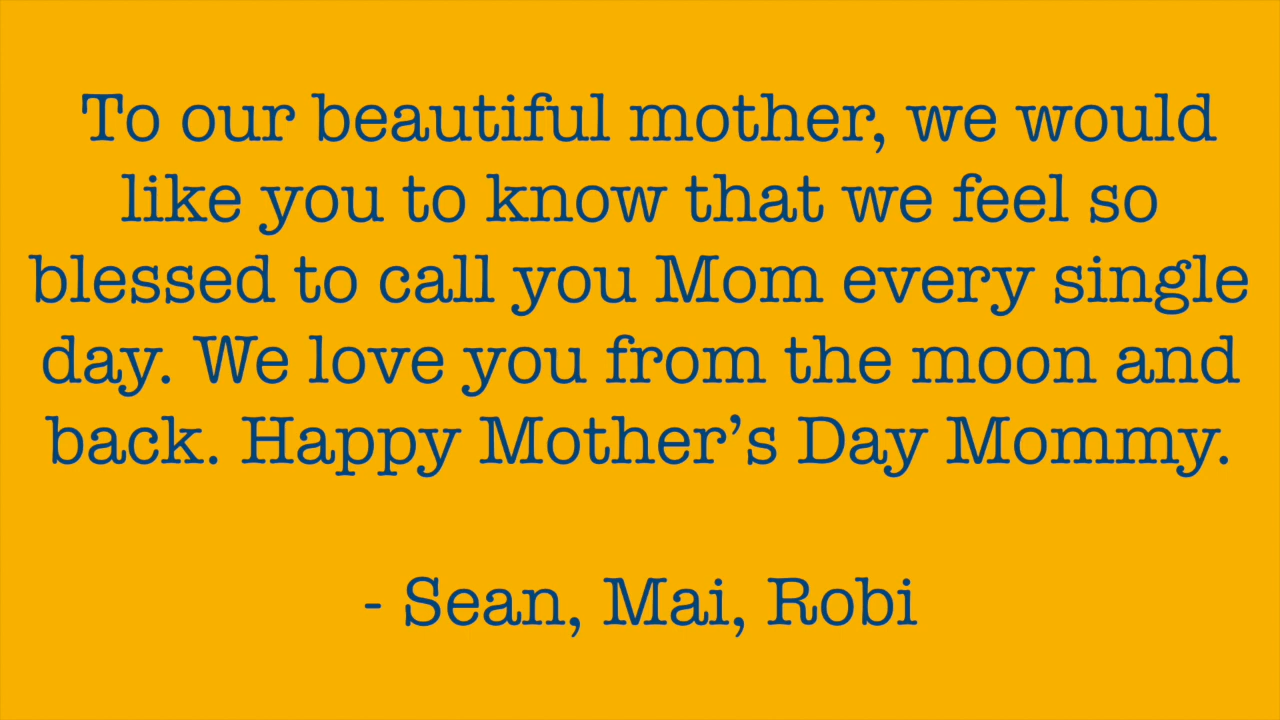 To our beautiful mother, we would
like you to know that we feel so
blessed to call you Mom every single
day. We love you from the moon and
back. Happy Mother’s Day Mommy.
- Sean, Mai, Robi